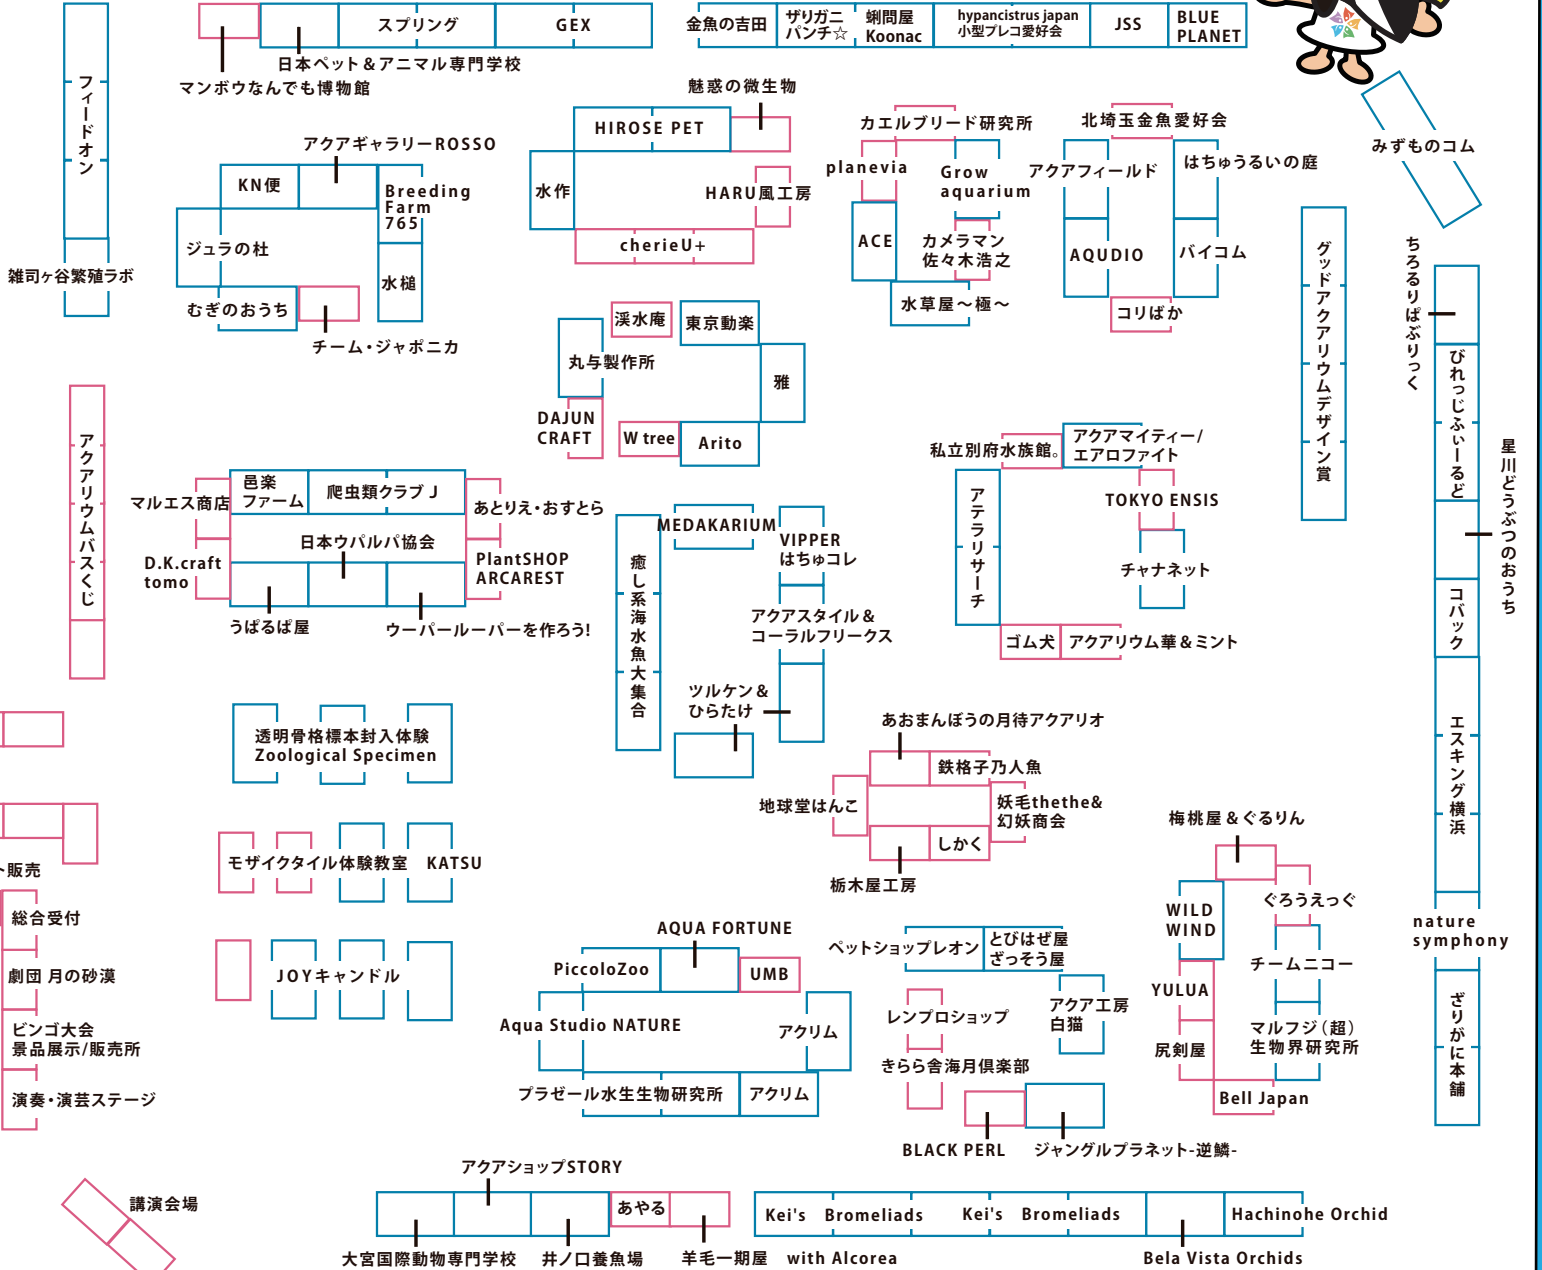 スプリング
GEX
日本ペット＆アニマル専門学校
マンボウなんでも博物館
金魚の吉田
ザリガニ
パンチ☆
蜊問屋
Koonac
hypancistrus japan
小型プレコ愛好会
JSS
BLUE
PLANET
フィードオン
雑司ヶ谷繁殖ラボ
アクアギャラリーROSSO
KN便
Breeding
Farm
765
ジュラの杜
水槌
むぎのおうち
チーム・ジャポニカ
魅惑の微生物
HIROSE PET
水作
HARU風工房
cherieU+
カエルブリード研究所
planevia
Grow
aquarium
ACE
カメラマン
佐々木浩之
水草屋〜極〜
北埼玉金魚愛好会
アクアフィールド
はちゅうるいの庭
AQUDIO
バイコム
コリばか
みずものコム
グッドアクアリウムデザイン賞
ちろるりぱぶりっく
びれっじふぃーるど
星川どうぶつのおうち
コバック
エスキング横浜
nature
symphony
ざりがに本舗
渓水庵
東京動楽
丸与製作所
雅
DAJUN
CRAFT
W tree
Arito
アクアリウムバスくじ
マルエス商店
邑楽
ファーム
爬虫類クラブ J
あとりえ・おすとら
日本ウパルパ協会
D.K.craft
tomo
PlantSHOP
ARCAREST
うぱるぱ屋
ウーパールーパーを作ろう!
MEDAKARIUM
VIPPER
はちゅコレ
癒し系海水魚大集合
アクアスタイル＆
コーラルフリークス
ツルケン＆
ひらたけ
私立別府水族館。
アクアマイティー/
エアロファイト
アテラリサーチ
TOKYO ENSIS
チャナネット
ゴム犬
アクアリウム華＆ミント
透明骨格標本封入体験
Zoological Specimen
モザイクタイル体験教室
KATSU
JOYキャンドル
あおまんぼうの月待アクアリオ
鉄格子乃人魚
地球堂はんこ
妖毛thethe&
幻妖商会
しかく
栃木屋工房
梅桃屋＆ぐるりん
WILD
WIND
ぐろうえっぐ
チームニコー
YULUA
マルフジ（超）
生物界研究所
尻剣屋
Bell Japan
ト販売
総合受付
劇団 月の砂漠
ビンゴ大会
景品展示/販売所
演奏・演芸ステージ
講演会場
AQUA FORTUNE
PiccoloZoo
UMB
Aqua Studio NATURE
アクリム
プラゼール水生生物研究所
アクリム
ペットショップレオン
とびはぜ屋
ざっそう屋
レンプロショップ
アクア工房
白猫
きらら舎海月倶楽部
BLACK PERL
ジャングルプラネット-逆鱗-
アクアショップSTORY
あやる
大宮国際動物専門学校
井ノ口養魚場
羊毛一期屋
Kei's Bromeliads
Kei's Bromeliads
with Alcorea
Hachinohe Orchid
Bela Vista Orchids